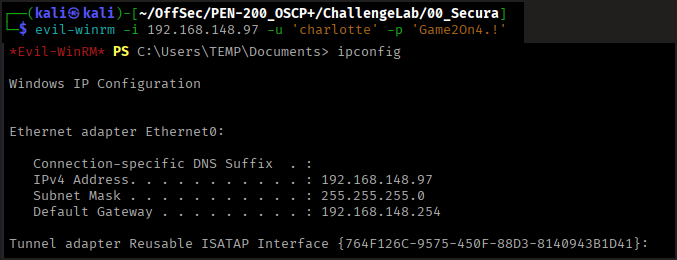 ┌──(kali㉿kali)-[~/OffSec/PEN-200_OSCP+/ChallengeLab/00_Secura]
└─$ evil-winrm -i 192.168.148.97 -u 'charlotte' -p 'Game2On4.!'
*Evil-WinRM* PS C:\Users\TEMP\Documents> ipconfig
Windows IP Configuration
Ethernet adapter Ethernet0:
Connection-specific DNS Suffix  . :
IPv4 Address. . . . . . . . . . . : 192.168.148.97
Subnet Mask . . . . . . . . . . . : 255.255.255.0
Default Gateway . . . . . . . . . : 192.168.148.254
Tunnel adapter Reusable ISATAP Interface {764F126C-9575-450F-88D3-8140943B1D41}: